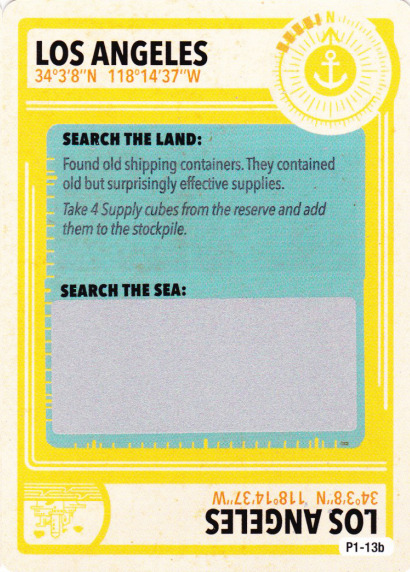 LOS ANGELES
34°3'8"N 118°14'37"W
N
SEARCH THE LAND:
Found old shipping containers. They contained
old but surprisingly effective supplies.
Take 4 Supply cubes from the reserve and add
them to the stockpile.
SEARCH THE SEA:
34°3'8"N 118°14'37"W
LOS ANGELES
P1-13b